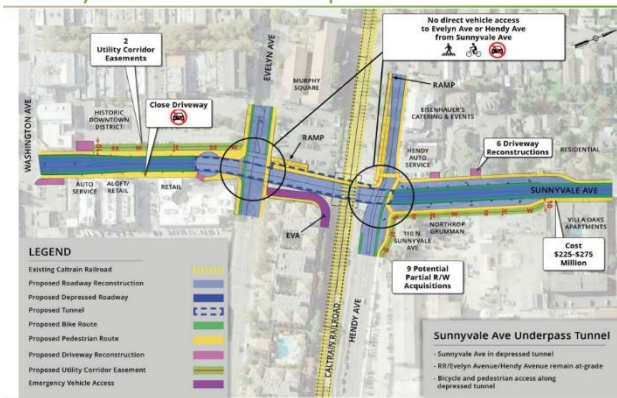 2
Utility Corridor
Easements
No direct vehicle access
to Evelyn Ave or Hendy Ave
from Sunnyvale Ave
EVELYN AVE
MURPHY
SQUARE
RAMP
EISENHAUER'S
CATERING & EVENTS
HISTORIC
DOWNTOWN
DISTRICT
Close Driveway
WASHINGTON AVE
RAMP
HENDY
AUTO
SERVICE
6 Driveway
Reconstructions
RESIDENTIAL
SUNNYVALE AVE
AUTO
SERVICE
ALOFT/
RETAIL
RETAIL
EVA
110 N.
SUNNYVALE
AVE
NORTHROP
GRUMMAN
VILLA OAKS
APARTMENTS
Cost
$225-$275
Million
9 Potential
Partial R/W
Acquisitions
CALTRAIN RAILROAD
HENDY AVE
LEGEND
Existing Caltrain Railroad
Proposed Roadway Reconstruction
Proposed Depressed Roadway
Proposed Tunnel
Proposed Bike Route
Proposed Pedestrian Route
Proposed Driveway Reconstruction
Proposed Utility Corridor Easement
Emergency Vehicle Access
Sunnyvale Ave Underpass Tunnel
- Sunnyvale Ave in depressed tunnel
- RR/Evelyn Avenue/Hendy Avenue remain at-grade
- Bicycle and pedestrian access along
depressed tunnel